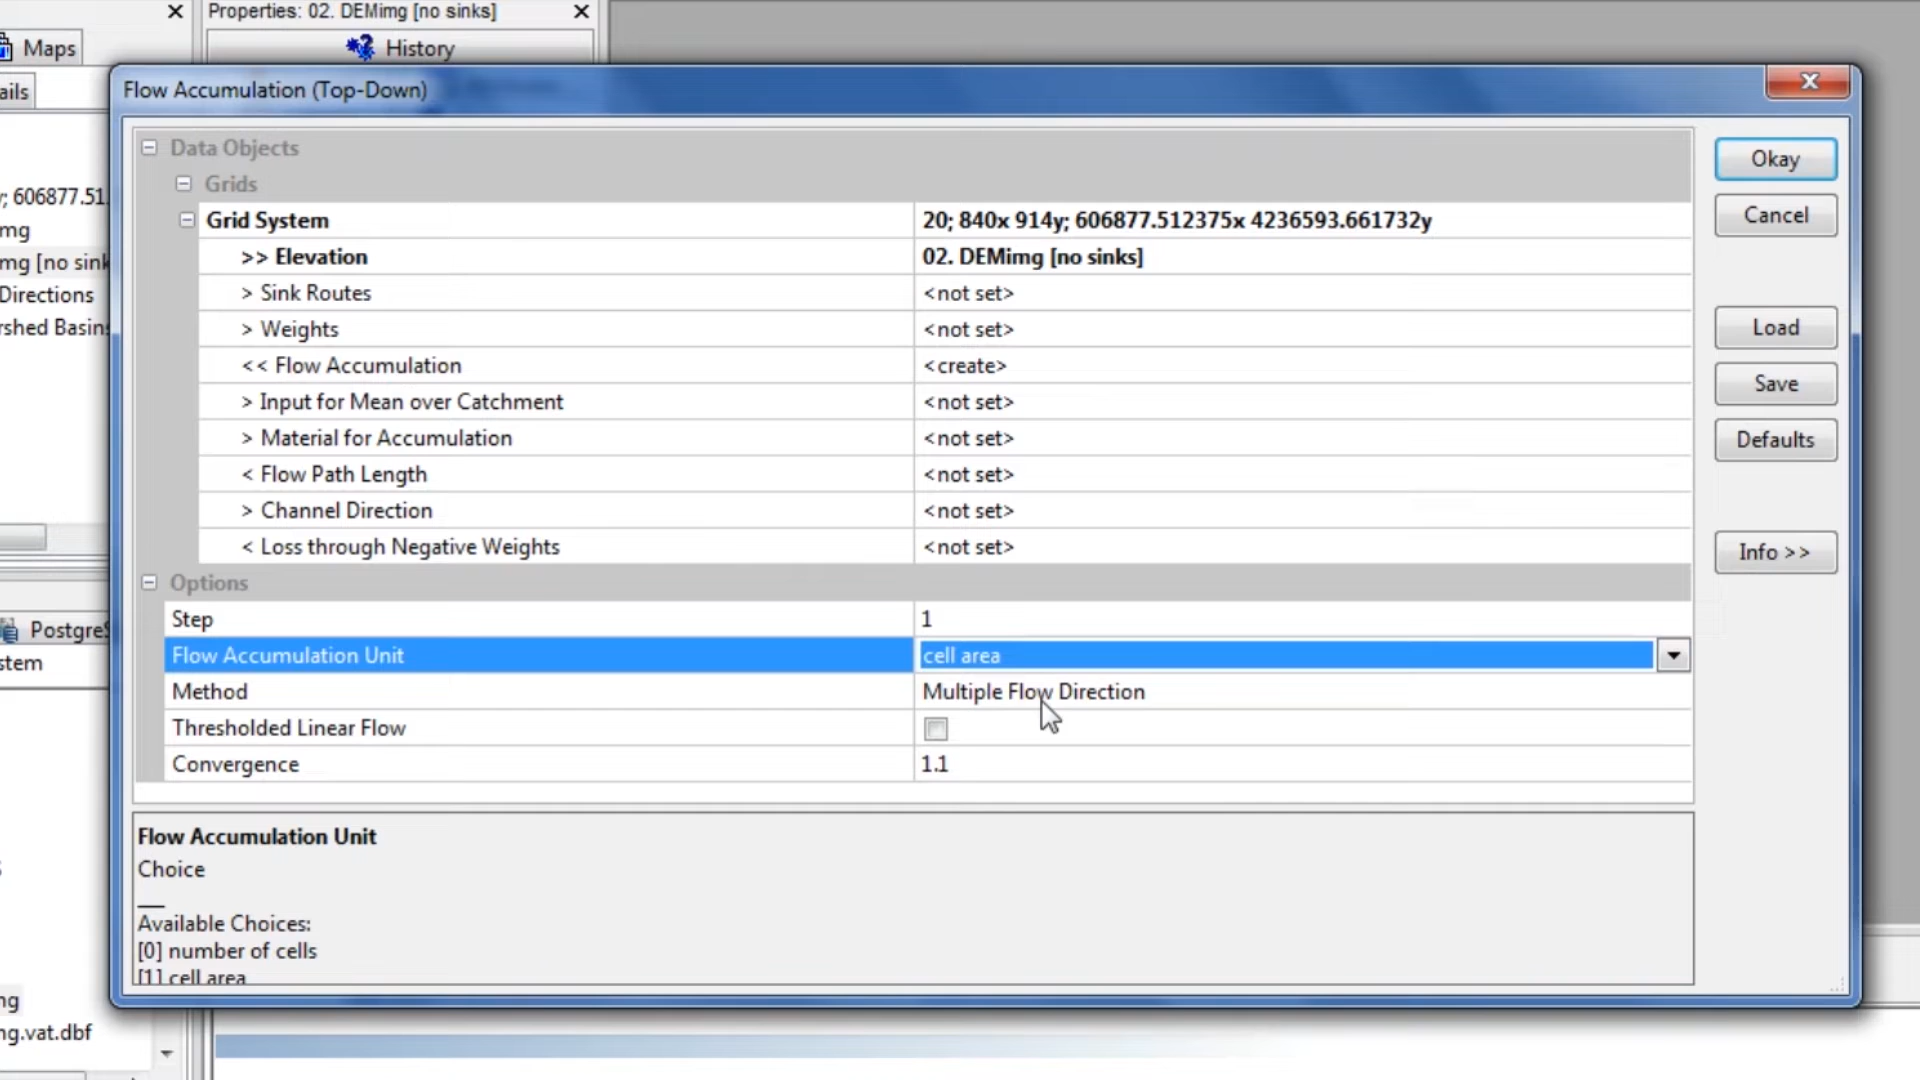 Properties: 02. DEMimg [no sinks]
Maps
History
ails
Flow Accumulation (Top-Down)
Data Objects
Okay
Grids
; 606877.51
Grid System 20; 840x 914y; 606877.512375x 4236593.661732y
Cancel
mg
>> Elevation 02. DEMimg [no sinks]
mg [no sink
> Sink Routes <not set>
Directions
> Weights <not set>
Load
rshed Basins
<< Flow Accumulation <create>
Save
> Input for Mean over Catchment <not set>
> Material for Accumulation <not set>
Defaults
< Flow Path Length <not set>
> Channel Direction <not set>
< Loss through Negative Weights <not set>
Info >>
Options
Step 1
PostgreS
Flow Accumulation Unit cell area
stem
Method Multiple Flow Direction
Thresholded Linear Flow
Convergence 1.1
Flow Accumulation Unit
Choice
Available Choices:
[0] number of cells
[1] cell area
ng
ng.vat.dbf